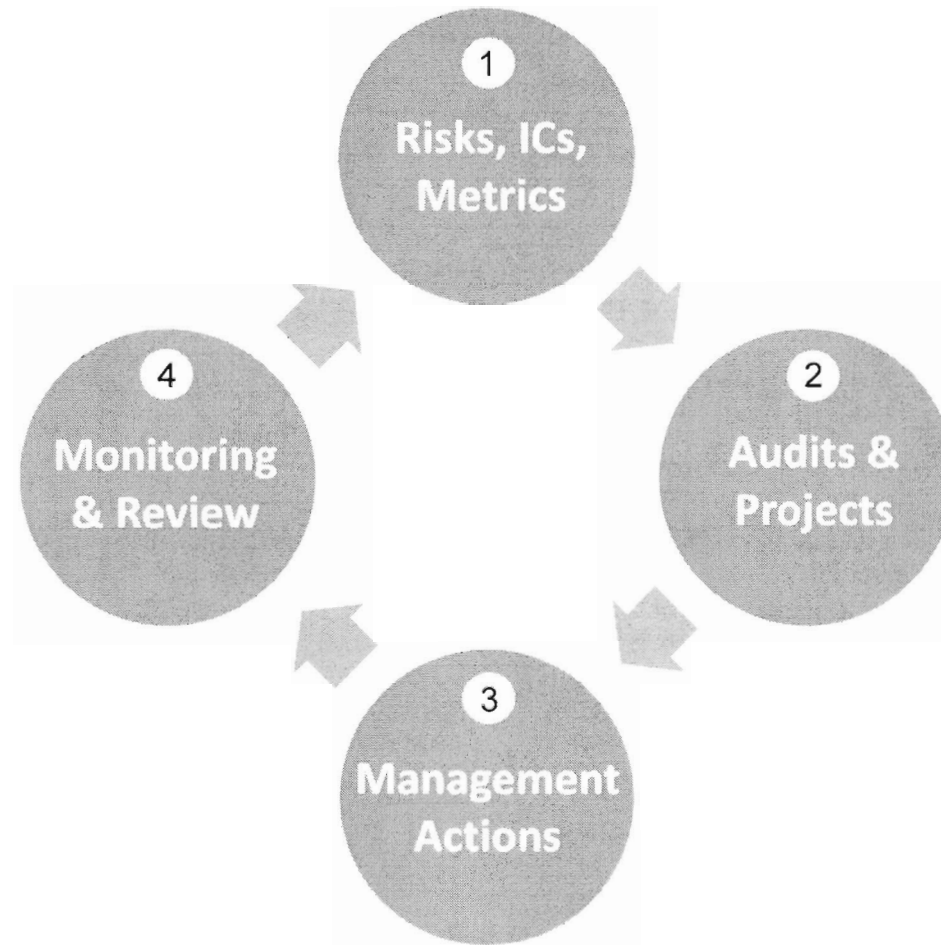 1
Risks, ICs,
Metrics
2
Audits &
Projects
3
Management
Actions
4
Monitoring
& Review